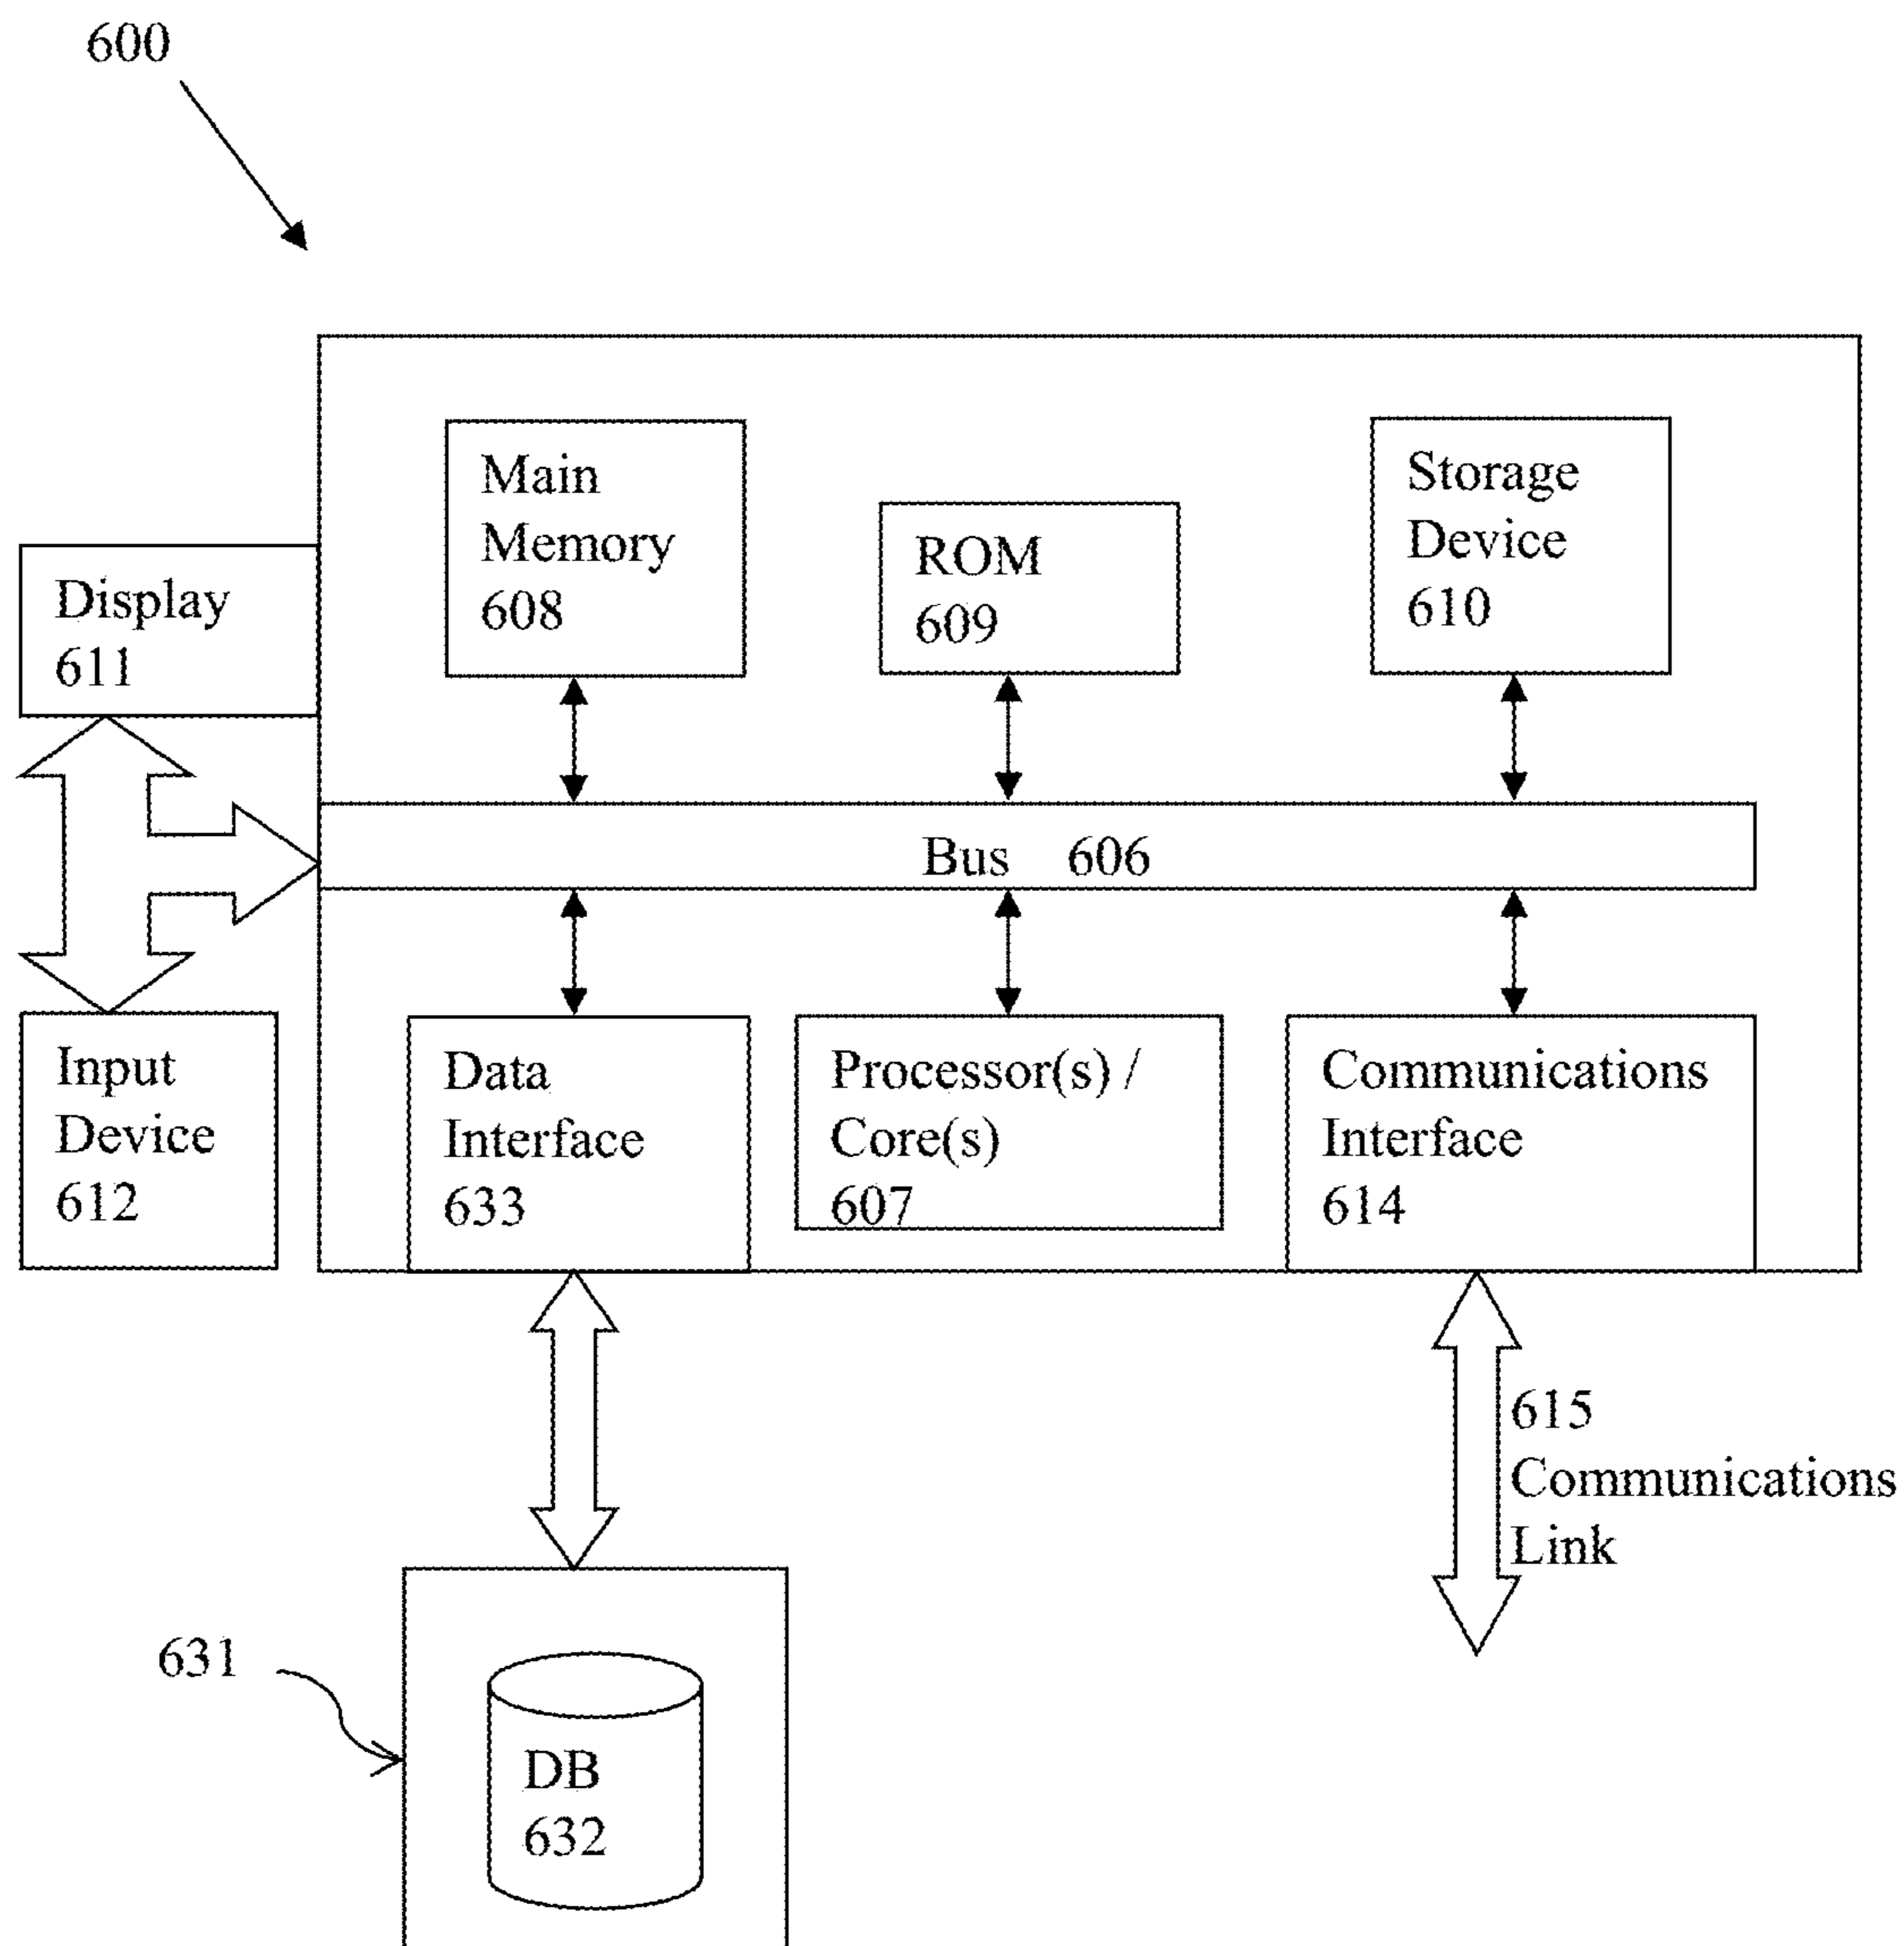 600
Main
Memory
608
ROM
609
Storage
Device
610
Display
611
Bus 606
Input
Device
612
Data
Interface
633
Processor(s) /
Core(s)
607
Communications
Interface
614
615
Communications
Link
631
DB
632